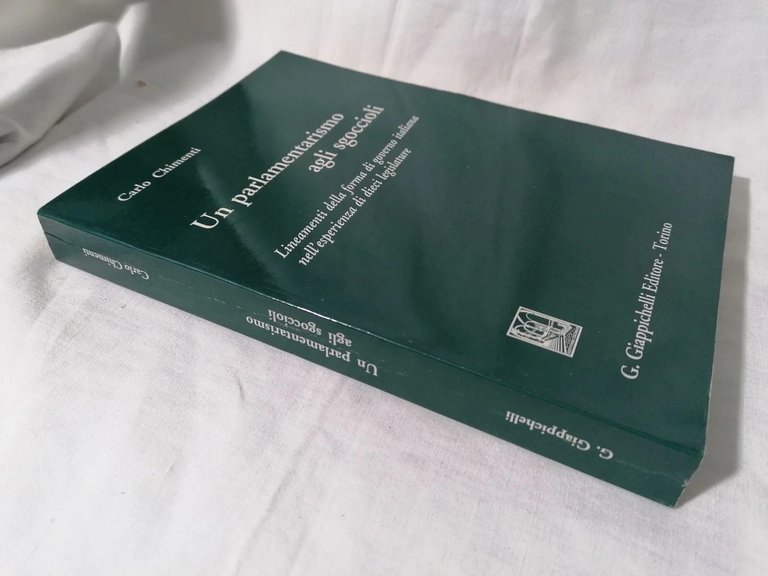 Carlo Chimenti
Un parlamentarismo
agli sgoccioli
Lineamenti della forma di governo italiana
nell'esperienza di dieci legislature
G. Giappichelli Editore - Torino
Carlo Chimenti
Un parlamentarismo
agli sgoccioli
G. Giappichelli